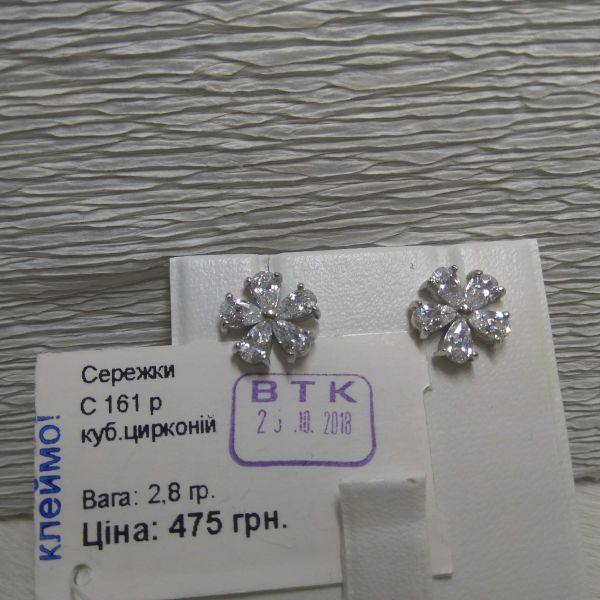 Сережки
С 161 р
куб.цирконій
Вага: 2,8 гр.
Ціна: 475 грн.
клеймо!
ВТК
.10. 2018